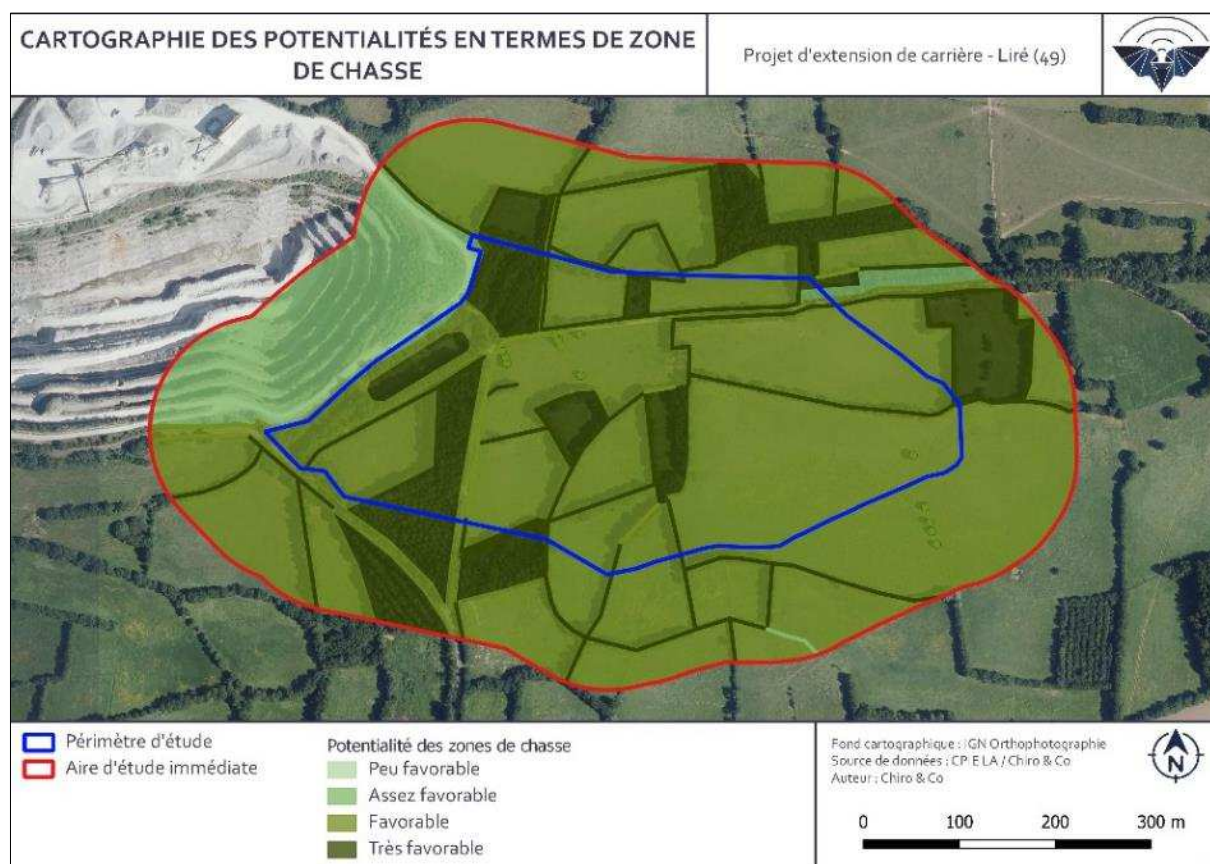 CARTOGRAPHIE DES POTENTIALITÉS EN TERMES DE ZONE
DE CHASSE
Projet d'extension de carrière - Liré (49)
Périmètre d'étude
Aire d'étude immédiate
Potentialité des zones de chasse
Peu favorable
Assez favorable
Favorable
Très favorable
Fond cartographique : IGN Orthophotographie
Source de données : CPIE LA / Chiro & Co
Auteur : Chiro & Co
N
0 100 200 300 m